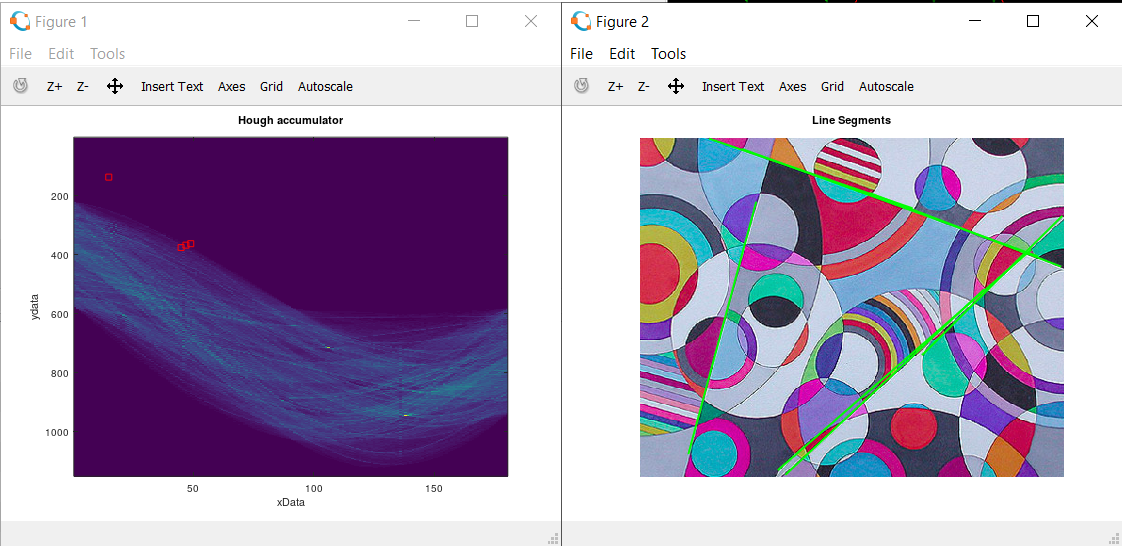 Figure 1
File Edit Tools
Z+ Z- Insert Text Axes Grid Autoscale
Hough accumulator
200
400
600
800
1000
ydata
50 100 150
xData
Figure 2
File Edit Tools
Z+ Z- Insert Text Axes Grid Autoscale
Line Segments